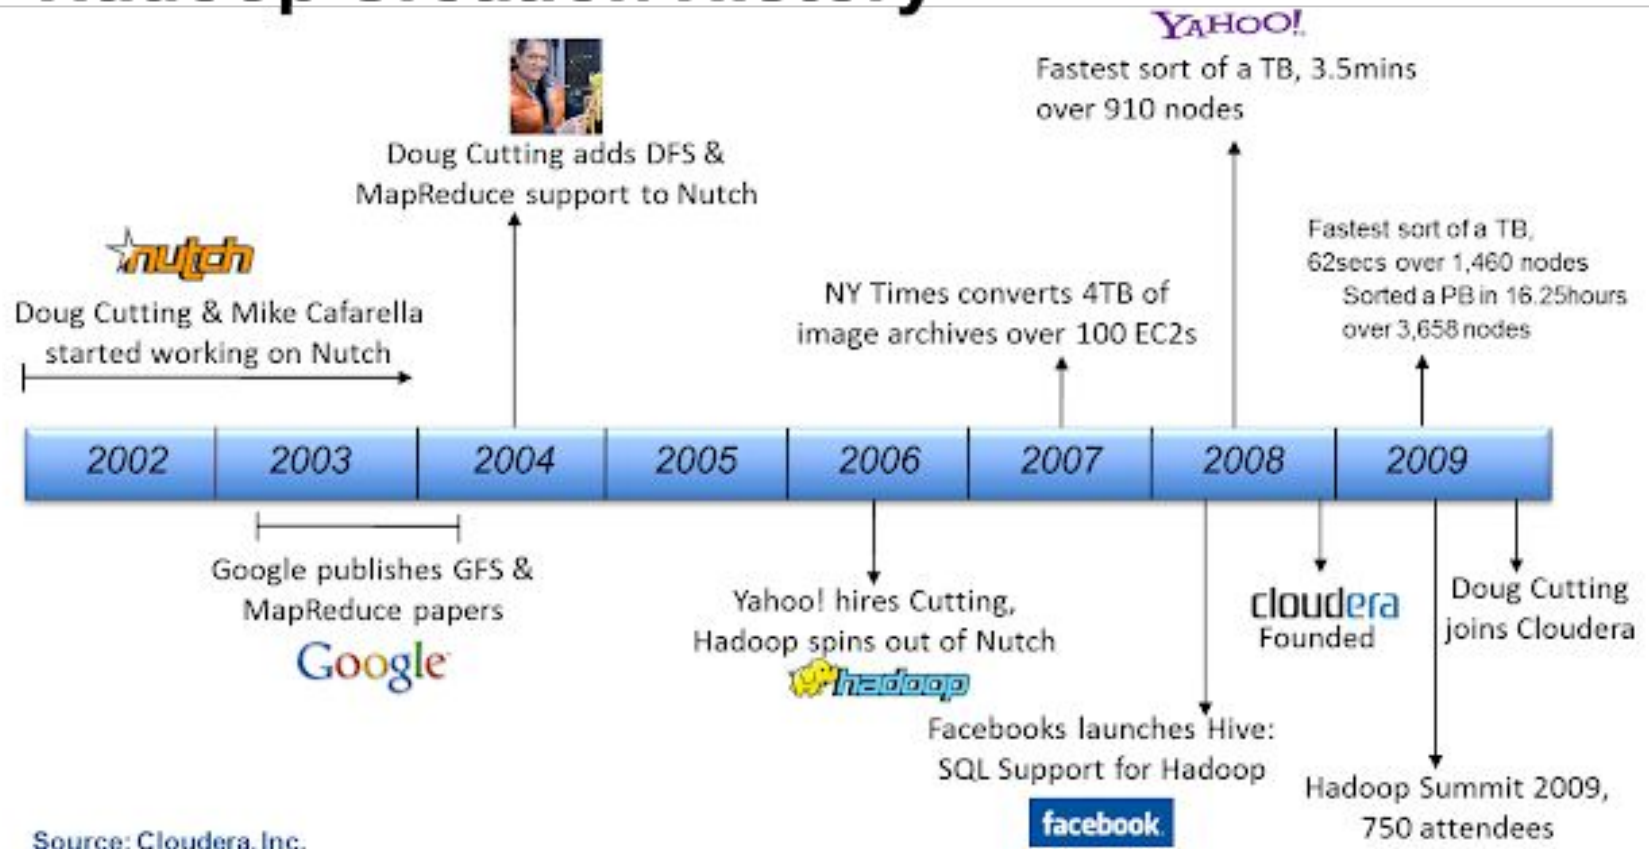 Hadoop Creation History
YAHOO!
Fastest sort of a TB, 3.5mins
over 910 nodes
Doug Cutting adds DFS &
MapReduce support to Nutch
nutch
Doug Cutting & Mike Cafarella
started working on Nutch
NY Times converts 4TB of
image archives over 100 EC2s
Fastest sort of a TB,
62secs over 1,460 nodes
Sorted a PB in 16.25hours
over 3,658 nodes
2002 2003 2004 2005 2006 2007 2008 2009
Google publishes GFS &
MapReduce papers
Google
Yahoo! hires Cutting,
Hadoop spins out of Nutch
hadoop
Facebooks launches Hive:
SQL Support for Hadoop
facebook
cloudera
Founded
Doug Cutting
joins Cloudera
Hadoop Summit 2009,
750 attendees
Source: Cloudera, Inc.